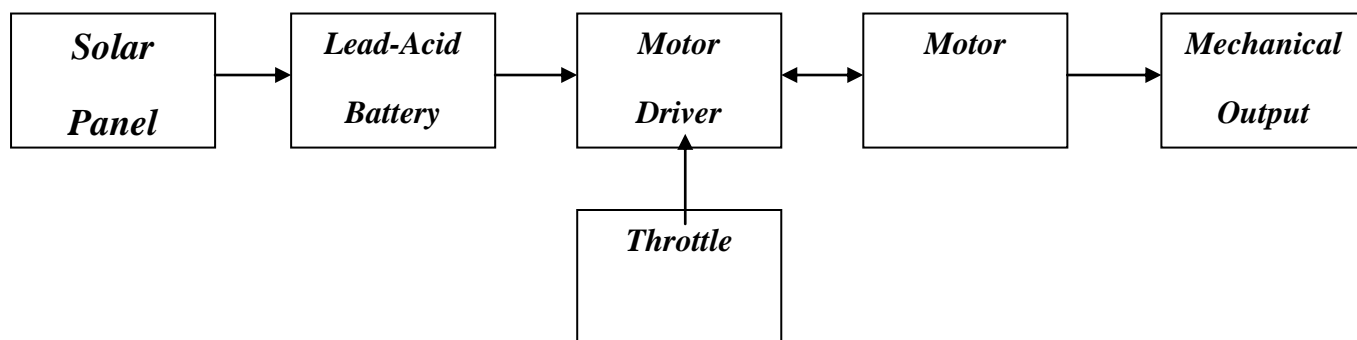 Solar
Panel
Lead-Acid
Battery
Motor
Driver
Motor
Mechanical
Output
Throttle